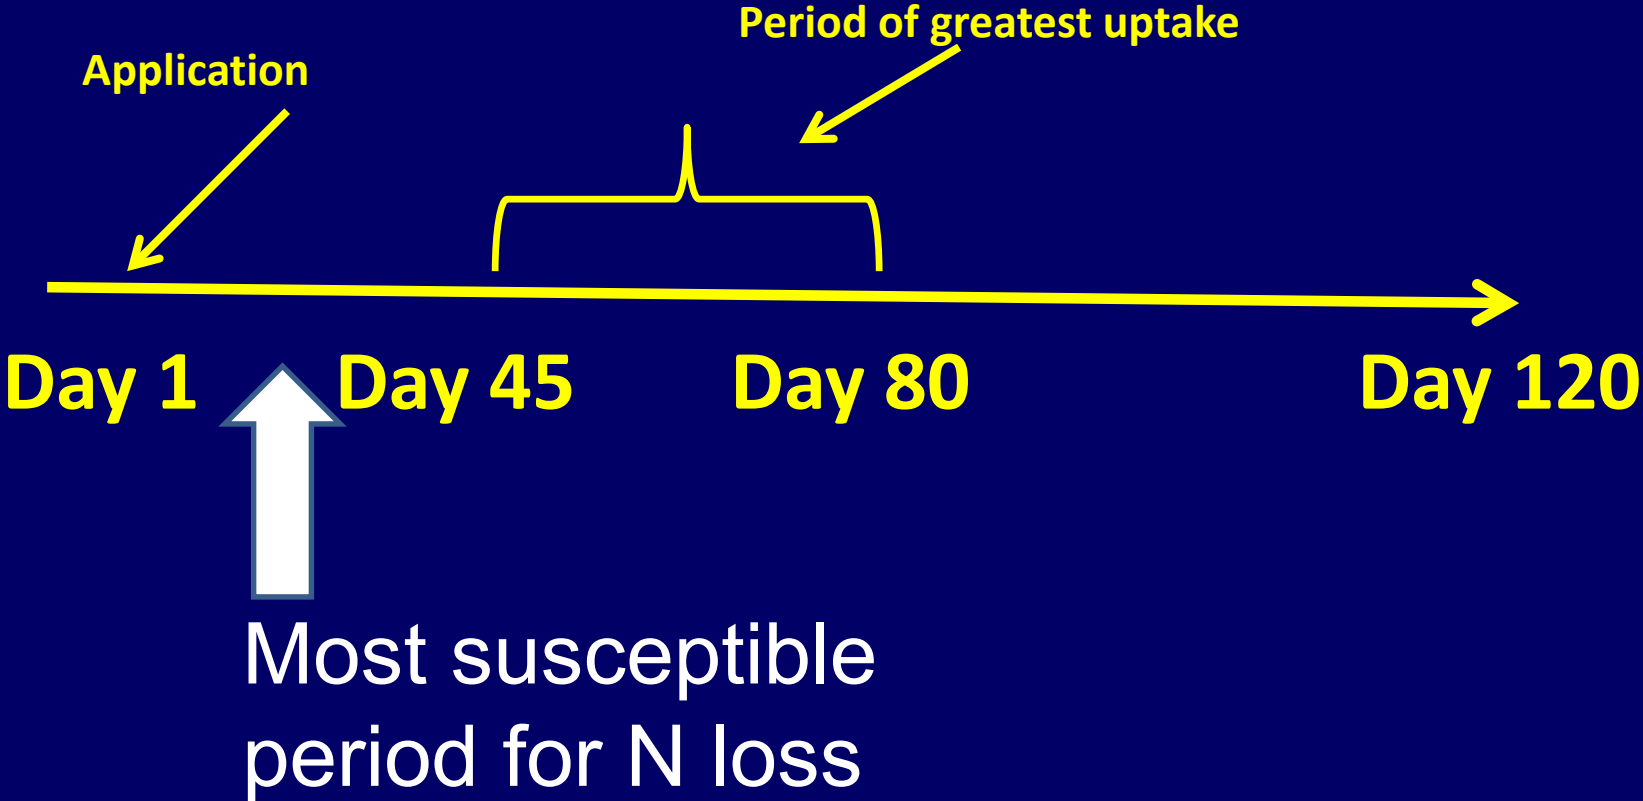 Period of greatest uptake
Application
Day 1
Day 45
Day 80
Day 120
Most susceptible
period for N loss